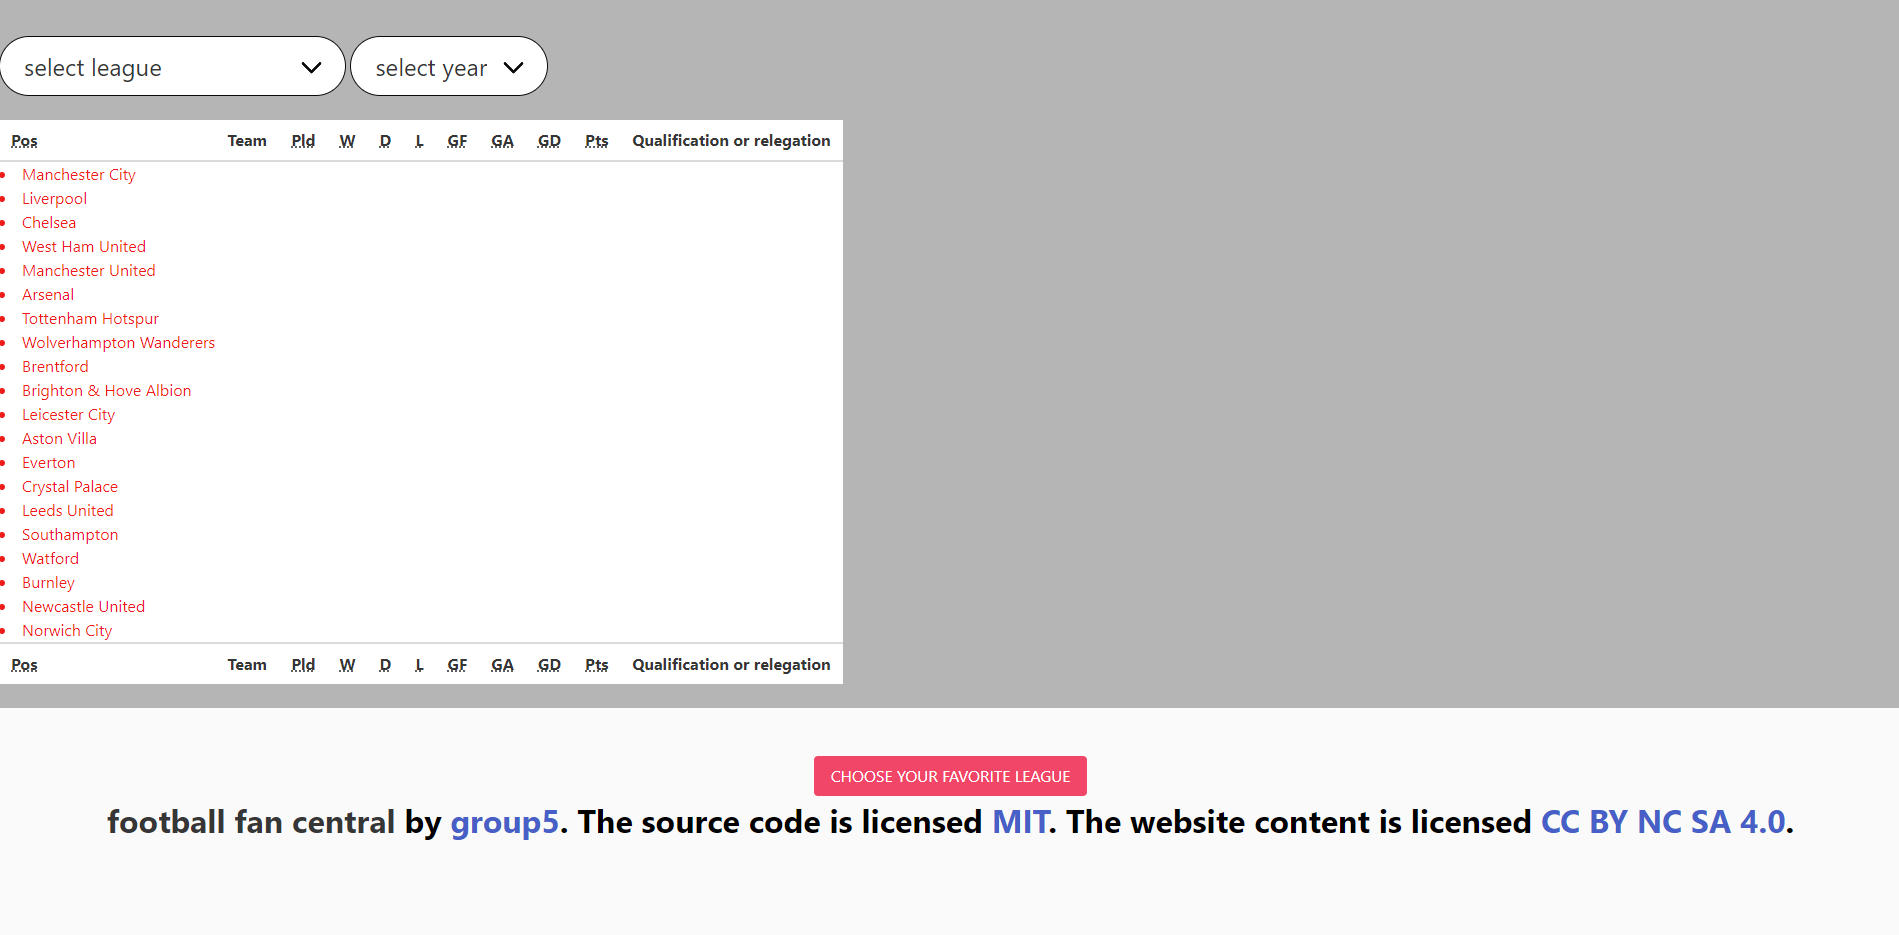 select league select year
Pos Team Pld W D L GF GA GD Pts Qualification or relegation
Manchester City
Liverpool
Chelsea
West Ham United
Manchester United
Arsenal
Tottenham Hotspur
Wolverhampton Wanderers
Brentford
Brighton & Hove Albion
Leicester City
Aston Villa
Everton
Crystal Palace
Leeds United
Southampton
Watford
Burnley
Newcastle United
Norwich City
Pos Team Pld W D L GF GA GD Pts Qualification or relegation
CHOOSE YOUR FAVORITE LEAGUE
football fan central by group5. The source code is licensed MIT. The website content is licensed CC BY NC SA 4.0.